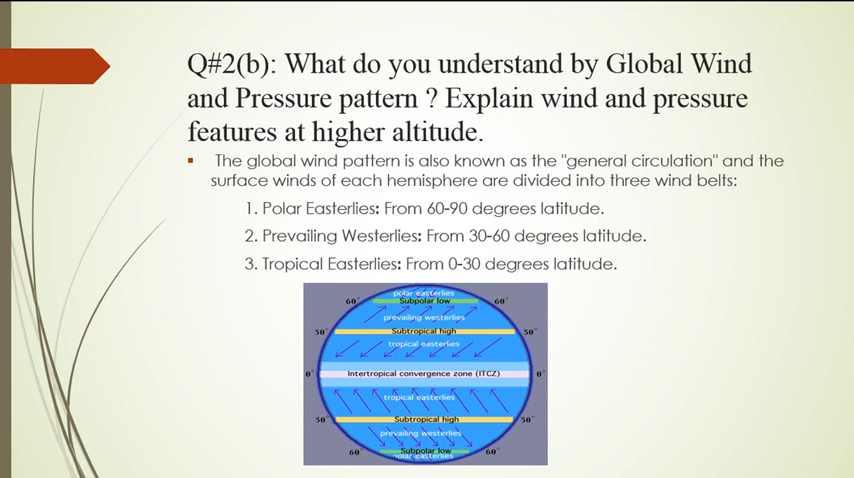 Q#2(b): What do you understand by Global Wind
and Pressure pattern ? Explain wind and pressure
features at higher altitude.
The global wind pattern is also known as the "general circulation" and the
surface winds of each hemisphere are divided into three wind belts:
1. Polar Easterlies: From 60-90 degrees latitude.
2. Prevailing Westerlies: From 30-60 degrees latitude.
3. Tropical Easterlies: From 0-30 degrees latitude.
polar easterlies
60° Subpolar low 60°
prevailing westerlies
30° Subtropical high 30°
tropical easterlies
0° Intertropical convergence zone (ITCZ) 0°
tropical easterlies
30° Subtropical high 30°
prevailing westerlies
60° Subpolar low 60°
polar easterlies